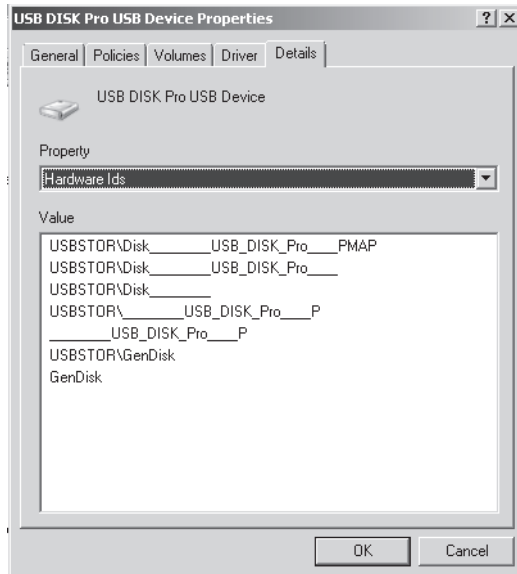 USB DISK Pro USB Device Properties
General Policies Volumes Driver Details
USB DISK Pro USB Device
Property
Hardware Ids
Value
USBSTOR\Disk________USB_DISK_Pro____PMAP
USBSTOR\Disk________USB_DISK_Pro____
USBSTOR\Disk________
USBSTOR\________USB_DISK_Pro____P
________USB_DISK_Pro____P
USBSTOR\GenDisk
GenDisk
OK Cancel